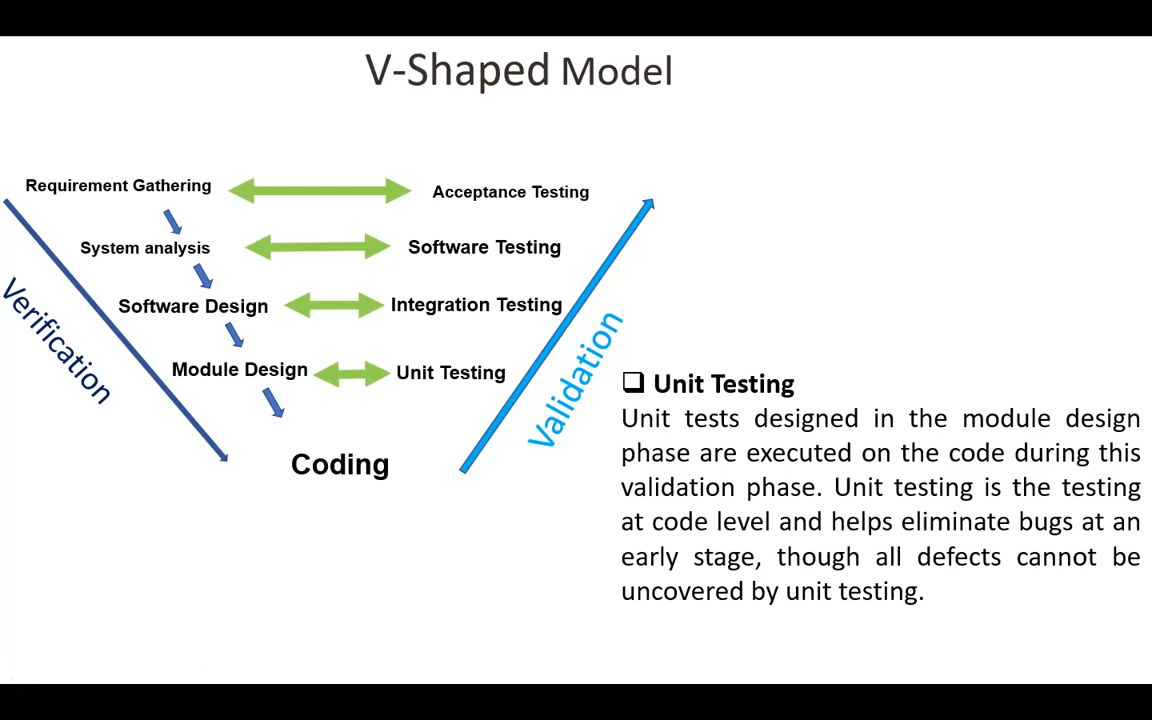 V-Shaped Model
Requirement Gathering
Acceptance Testing
System analysis
Software Testing
Software Design
Integration Testing
Module Design
Unit Testing
Coding
Verification
Validation
❑ Unit Testing
Unit tests designed in the module design
phase are executed on the code during this
validation phase. Unit testing is the testing
at code level and helps eliminate bugs at an
early stage, though all defects cannot be
uncovered by unit testing.